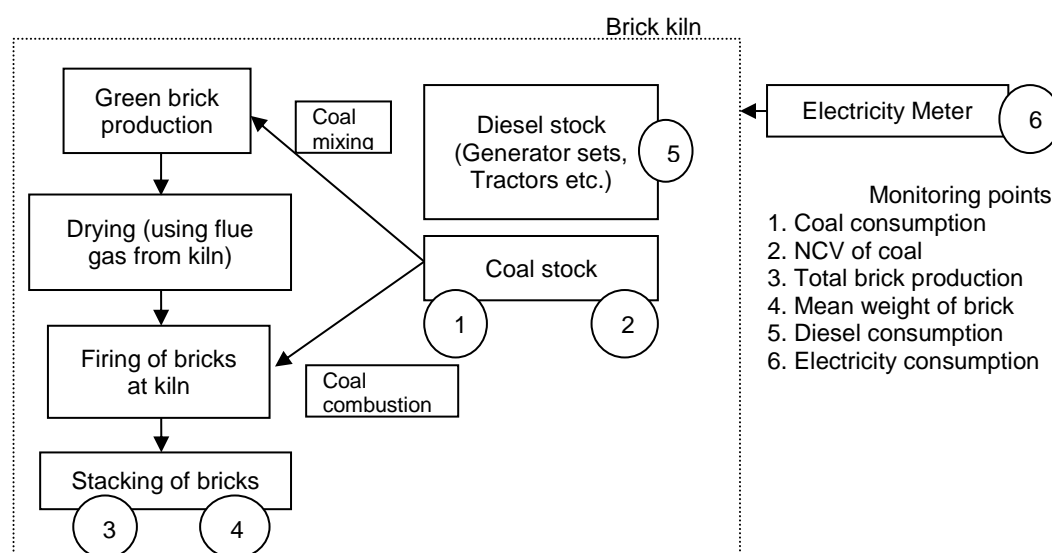 Brick kiln
Green brick
production
Coal
mixing
Diesel stock
(Generator sets,
Tractors etc.)
5
Electricity Meter
6
Drying (using flue
gas from kiln)
Coal stock
1
2
Firing of bricks
at kiln
Coal
combustion
Stacking of bricks
3
4
Monitoring points
1. Coal consumption
2. NCV of coal
3. Total brick production
4. Mean weight of brick
5. Diesel consumption
6. Electricity consumption